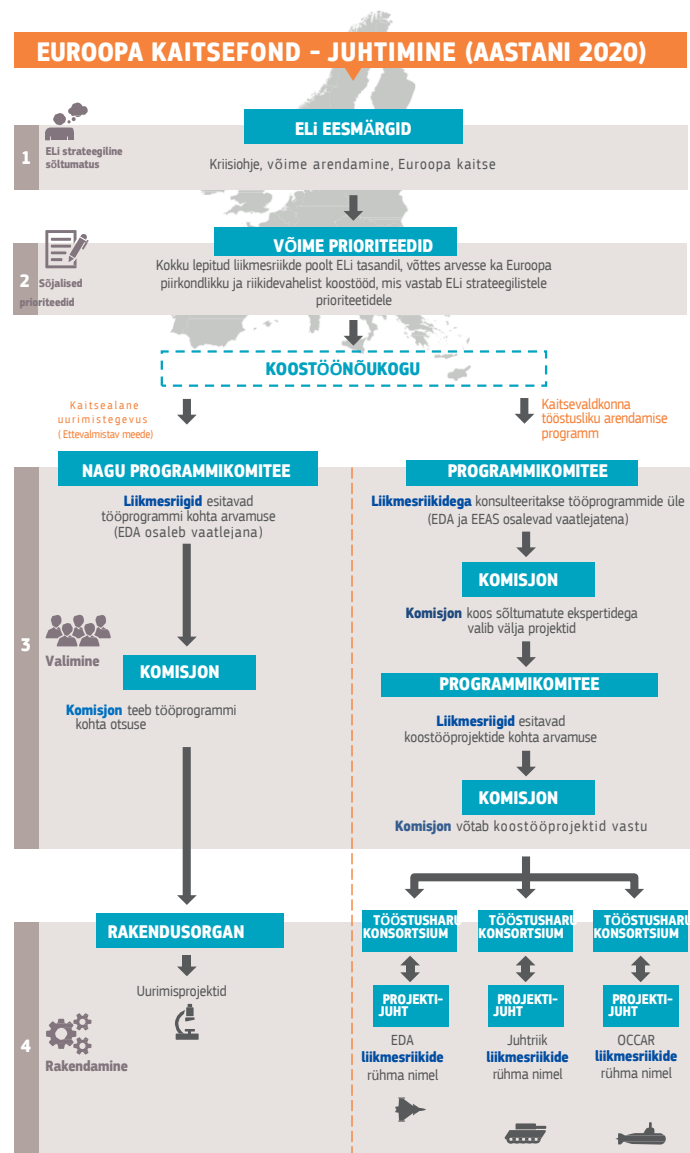 EUROOPA KAITSEFOND – JUHTIMINE (AASTANI 2020)
1
ELi strateegiline
sõltumatus
ELi EESMÄRGID
Kriisiohje, võime arendamine, Euroopa kaitse
2
Sõjalised
prioriteedid
VÕIME PRIORITEEDID
Kokku lepitud liikmesriikde poolt ELi tasandil, võttes arvesse ka Euroopa
piirkondlikku ja riikidevahelist koostööd, mis vastab ELi strateegilistele
prioriteetidele
KOOSTÖÖNÕUKOGU
Kaitsealane
uurimistegevus
( Ettevalmistav meede)
Kaitsevaldkonna
tööstusliku arendamise
programm
3
Valimine
NAGU PROGRAMMIKOMITEE
Liikmesriigid esitavad
tööprogrammi kohta arvamuse
(EDA osaleb vaatlejana)
KOMISJON
Komisjon teeb tööprogrammi
kohta otsuse
PROGRAMMIKOMITEE
Liikmesriikidega konsulteeritakse tööprogrammide üle
(EDA ja EEAS osalevad vaatlejatena)
KOMISJON
Komisjon koos sõltumatute ekspertidega
valib välja projektid
PROGRAMMIKOMITEE
Liikmesriigid esitavad
koostööprojektide kohta arvamuse
KOMISJON
Komisjon võtab koostööprojektid vastu
4
Rakendamine
RAKENDUSORGAN
Uurimisprojektid
TÖÖSTUSHARU
KONSORTSIUM
PROJEKTI-
JUHT
EDA
liikmesriikide
rühma nimel
TÖÖSTUSHARU
KONSORTSIUM
PROJEKTI-
JUHT
Juhtriik
liikmesriikide
rühma nimel
TÖÖSTUSHARU
KONSORTSIUM
PROJEKTI-
JUHT
OCCAR
liikmesriikide
rühma nimel